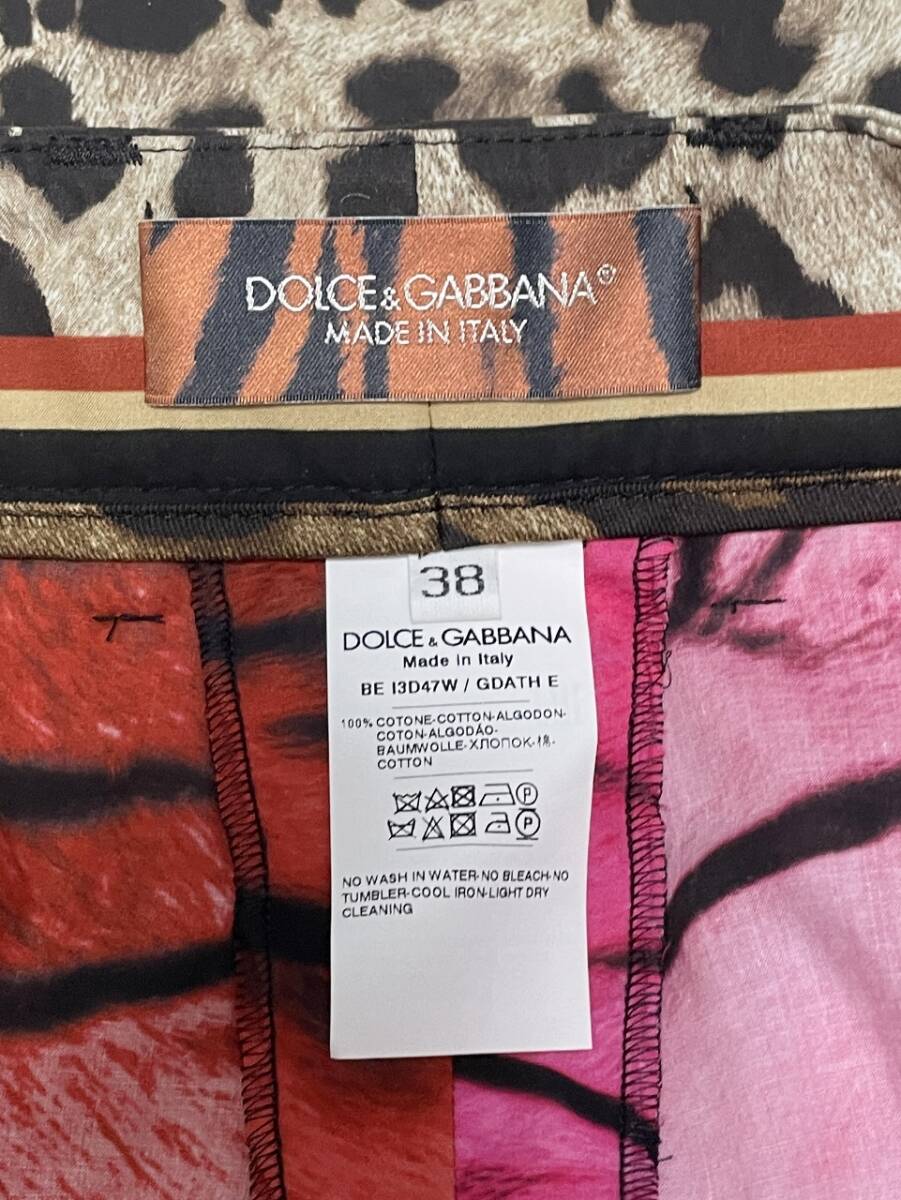 DOLCE&GABBANA®
MADE IN ITALY
38
DOLCE&GABBANA
Made in Italy
BE I3D47W / GDATH E
100% COTONE-COTTON-ALGODON-
COTON-ALGODÃO-
BAUMWOLLE-ХЛОПОК-棉-
COTTON
P
P
NO WASH IN WATER-NO BLEACH-NO
TUMBLER-COOL IRON-LIGHT DRY
CLEANING